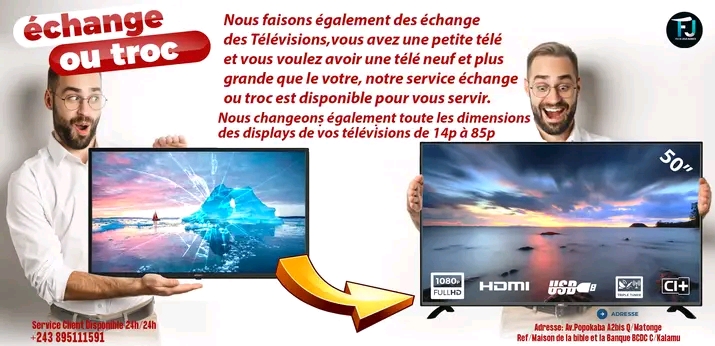 échange
ou troc
Nous faisons également des échange
des Télévisions,vous avez une petite télé
et vous voulez avoir une télé neuf et plus
grande que le votre, notre service échange
ou troc est disponible pour vous servir.
Nous changeons également toute les dimensions
des displays de vos télévisions de 14p à 85p
FJ
50"
1080p
FULL HD
HDMI
USB
TRIPLE TUNER
CI+
ADRESSE
Service Client Disponible 24h/24h
+243 895111591
Adresse: Av.Popokaba A2bis Q/Matonge
Ref/Maison de la bible et la Banque BCDC C/Kalamu